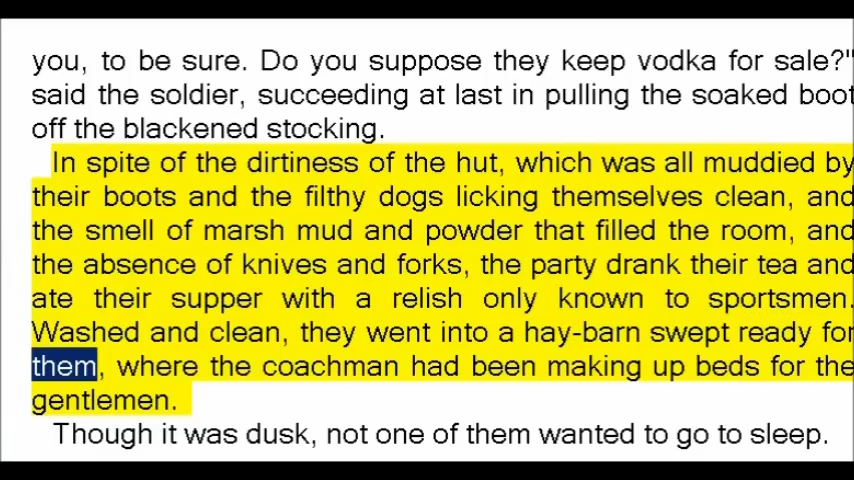 you, to be sure. Do you suppose they keep vodka for sale?"
said the soldier, succeeding at last in pulling the soaked boot
off the blackened stocking.
In spite of the dirtiness of the hut, which was all muddied by
their boots and the filthy dogs licking themselves clean, and
the smell of marsh mud and powder that filled the room, and
the absence of knives and forks, the party drank their tea and
ate their supper with a relish only known to sportsmen.
Washed and clean, they went into a hay-barn swept ready for
them, where the coachman had been making up beds for the
gentlemen.
Though it was dusk, not one of them wanted to go to sleep.